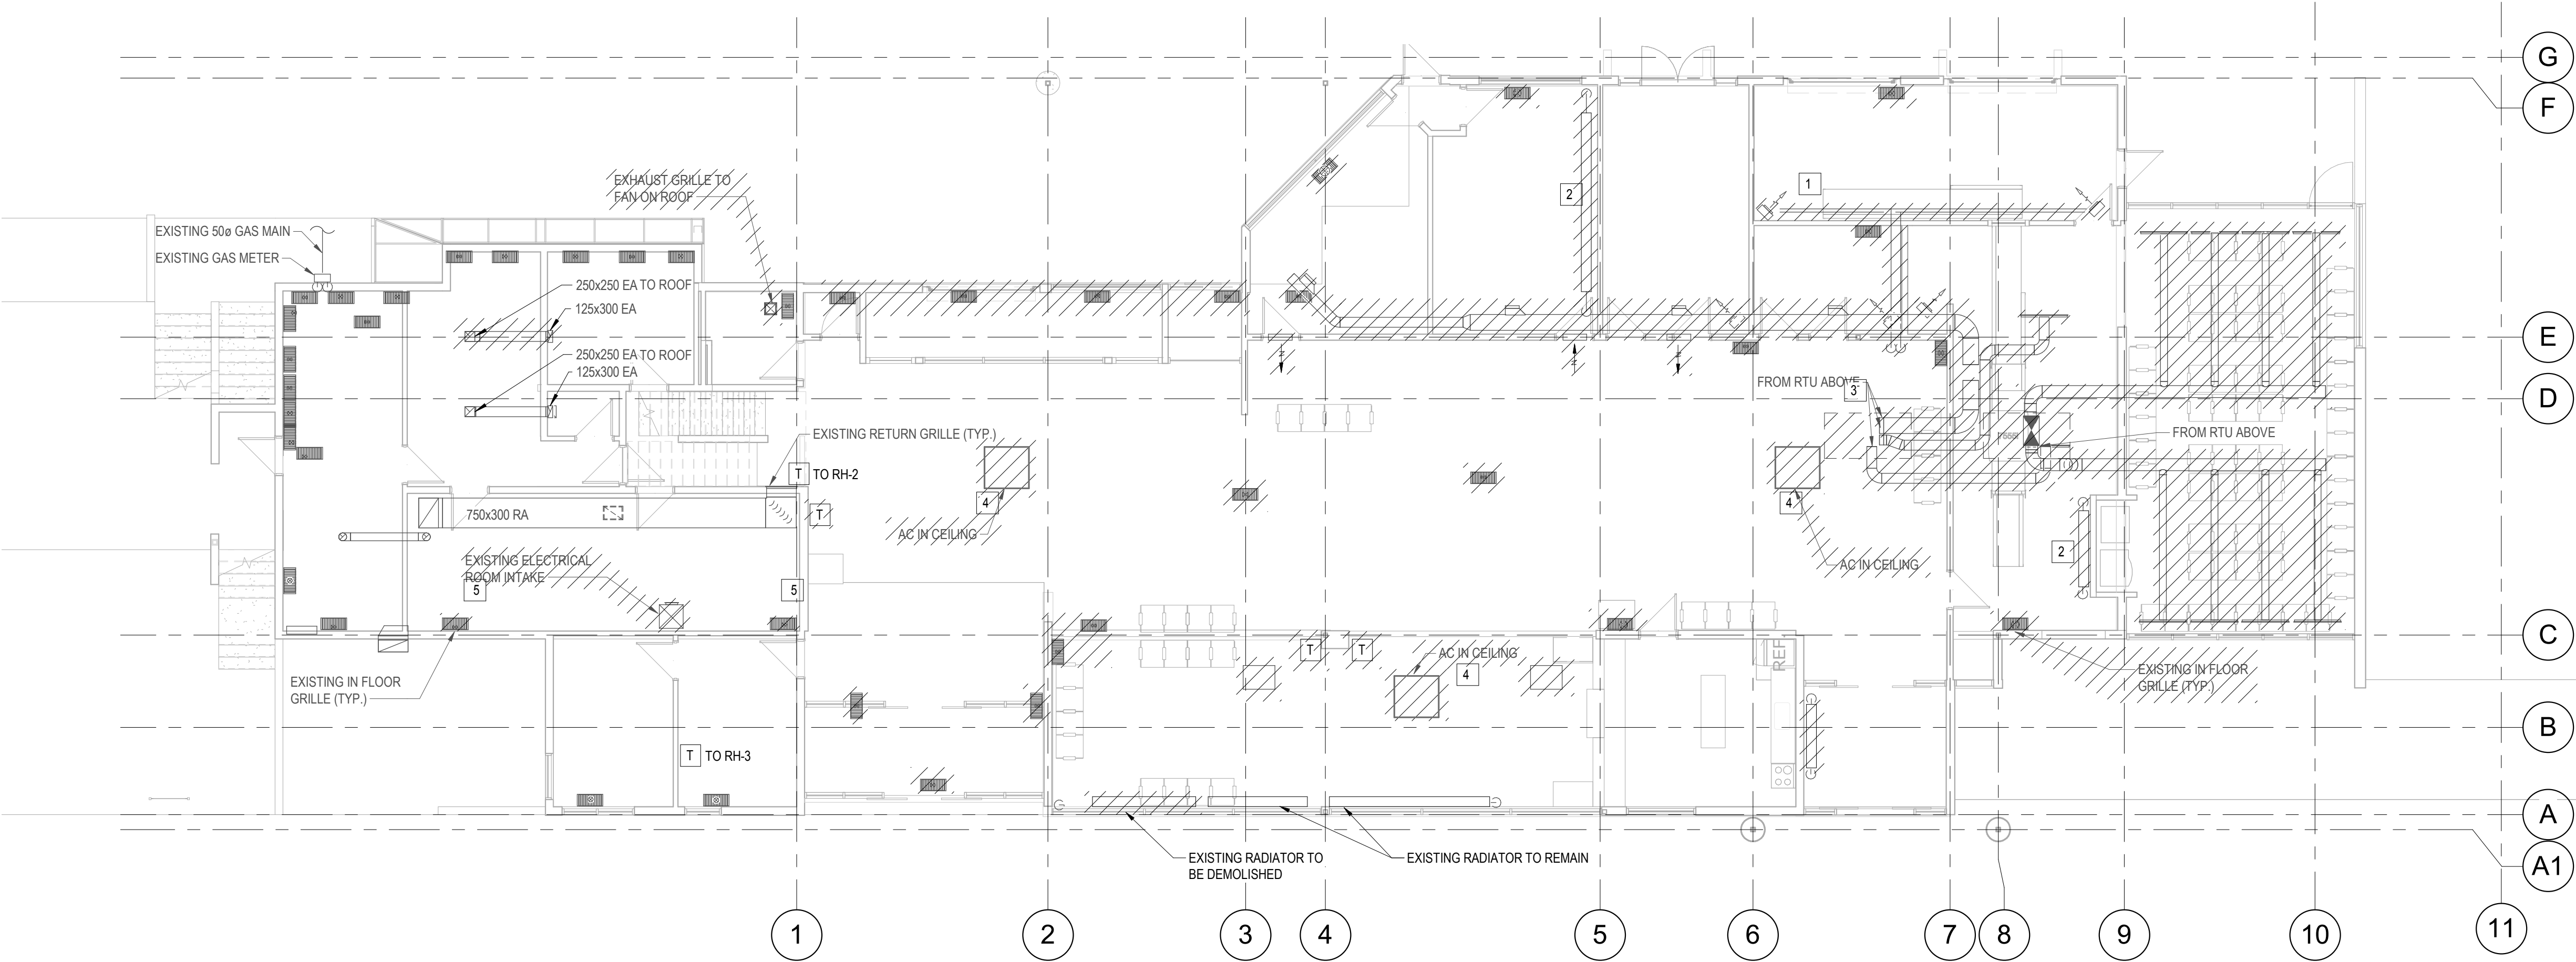 G
F
EXHAUST GRILLE TO
FAN ON ROOF
1
2
EXISTING 50ø GAS MAIN
EXISTING GAS METER
250x250 EA TO ROOF
125x300 EA
E
250x250 EA TO ROOF
125x300 EA
FROM RTU ABOVE
3
D
EXISTING RETURN GRILLE (TYP.)
FROM RTU ABOVE
T TO RH-2
4
4
750x300 RA
T
AC IN CEILING
2
EXISTING ELECTRICAL
ROOM INTAKE
AC IN CEILING
5
5
C
T
T
AC IN CEILING
4
REF
EXISTING IN FLOOR
GRILLE (TYP.)
EXISTING IN FLOOR
GRILLE (TYP.)
B
T TO RH-3
A
EXISTING RADIATOR TO
BE DEMOLISHED
EXISTING RADIATOR TO REMAIN
A1
1
2
3
4
5
6
7
8
9
10
11